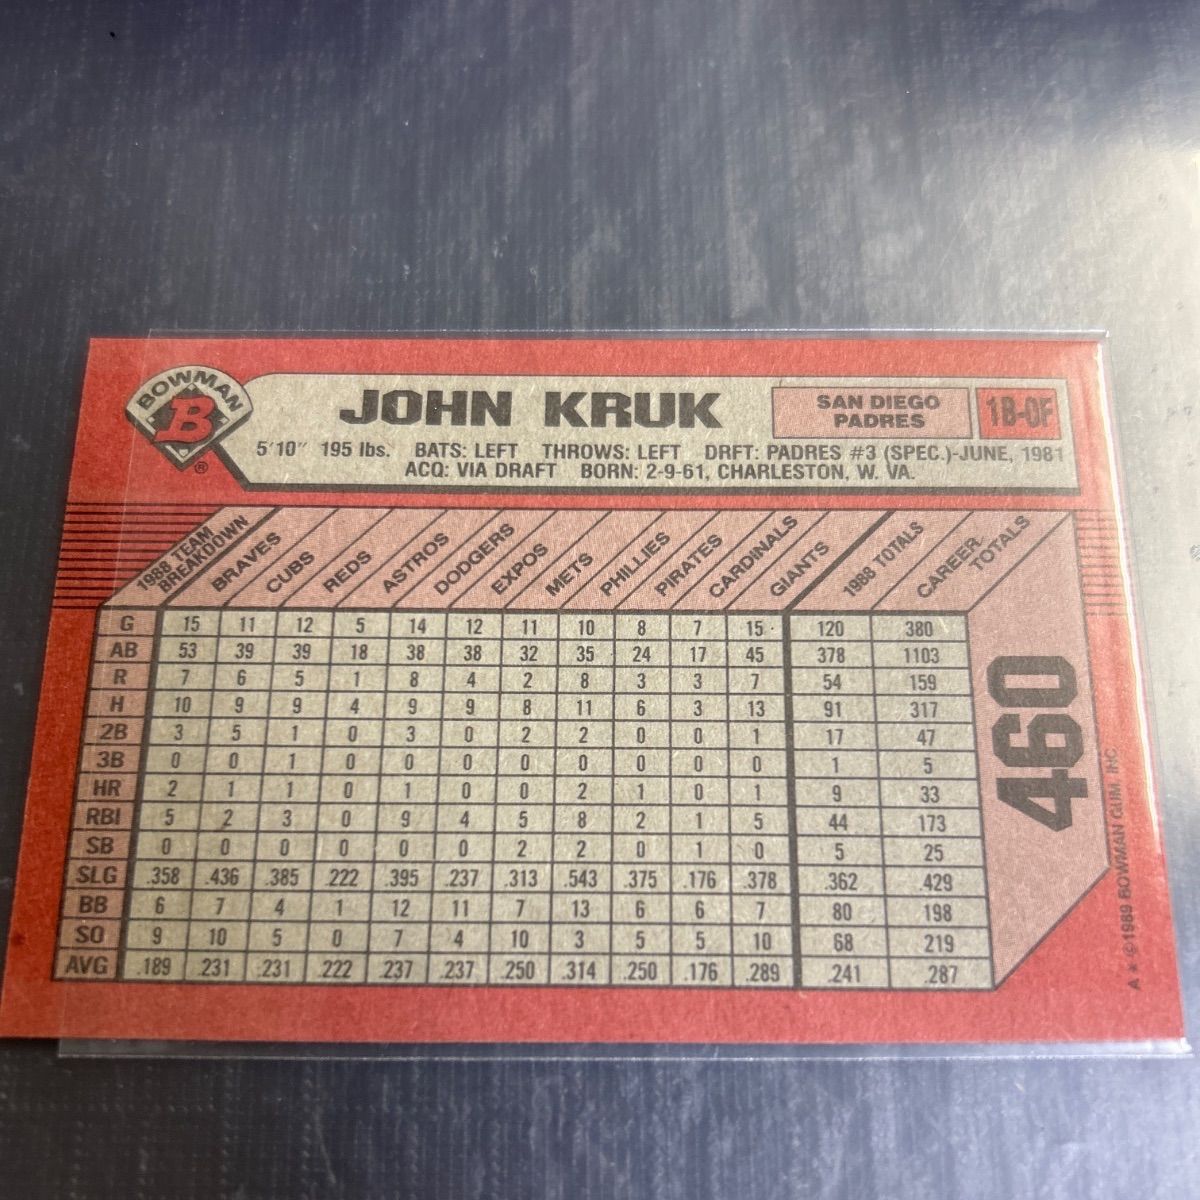 BOWMAN
B
®
JOHN KRUK
SAN DIEGO
PADRES
1B-OF
5'10" 195 lbs. BATS: LEFT THROWS: LEFT DRFT: PADRES #3 (SPEC.)-JUNE, 1981
ACQ: VIA DRAFT BORN: 2-9-61, CHARLESTON, W. VA.
1988 TEAM BREAKDOWN BRAVES CUBS REDS ASTROS DODGERS EXPOS METS PHILLIES PIRATES CARDINALS GIANTS 1988 TOTALS CAREER TOTALS
G 15 11 12 5 14 12 11 10 8 7 15 120 380
AB 53 39 39 18 38 38 32 35 24 17 45 378 1103
R 7 6 5 1 8 4 2 8 3 3 7 54 159
H 10 9 9 4 9 9 8 11 6 3 13 91 317
2B 3 5 1 0 3 0 2 2 0 0 1 17 47
3B 0 0 1 0 0 0 0 0 0 0 0 1 5
HR 2 1 1 0 1 0 0 2 1 0 1 9 33
RBI 5 2 3 0 9 4 5 8 2 1 5 44 173
SB 0 0 0 0 0 0 2 2 0 1 0 5 25
SLG .358 .436 .385 .222 .395 .237 .313 .543 .375 .176 .378 .362 .429
BB 6 7 4 1 12 11 7 13 6 6 7 80 198
SO 9 10 5 0 7 4 10 3 5 5 10 68 219
AVG .189 .231 .231 .222 .237 .237 .250 .314 .250 .176 .289 .241 .287
460
A * ©1989 BOWMAN GUM, INC.